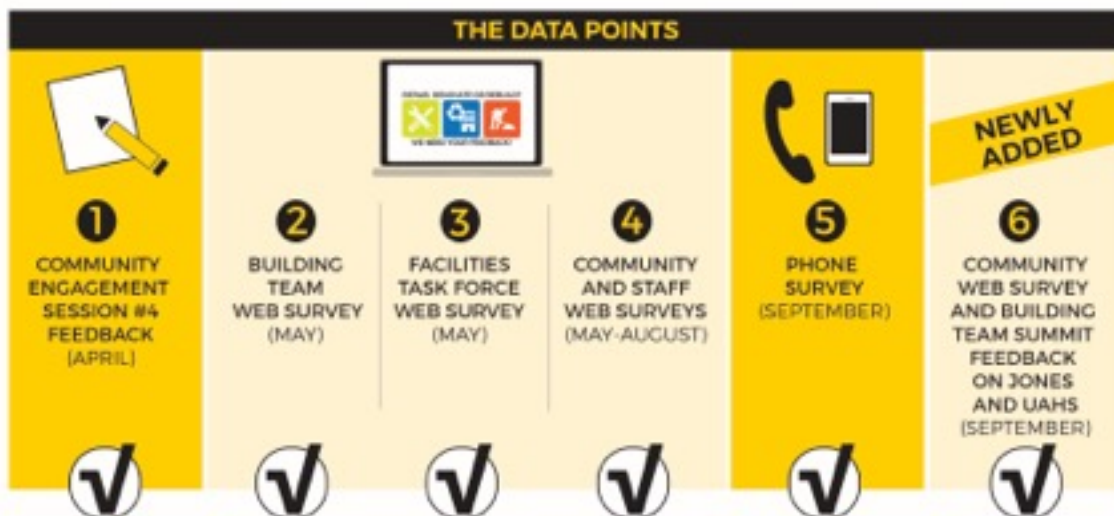 THE DATA POINTS
NEWLY
ADDED
1
COMMUNITY
ENGAGEMENT
SESSION #4
FEEDBACK
(APRIL)
2
BUILDING
TEAM
WEB SURVEY
(MAY)
3
FACILITIES
TASK FORCE
WEB SURVEY
(MAY)
4
COMMUNITY
AND STAFF
WEB SURVEYS
(MAY-AUGUST)
5
PHONE
SURVEY
(SEPTEMBER)
6
COMMUNITY
WEB SURVEY
AND BUILDING
TEAM SUMMIT
FEEDBACK
ON JONES
AND UAHS
(SEPTEMBER)